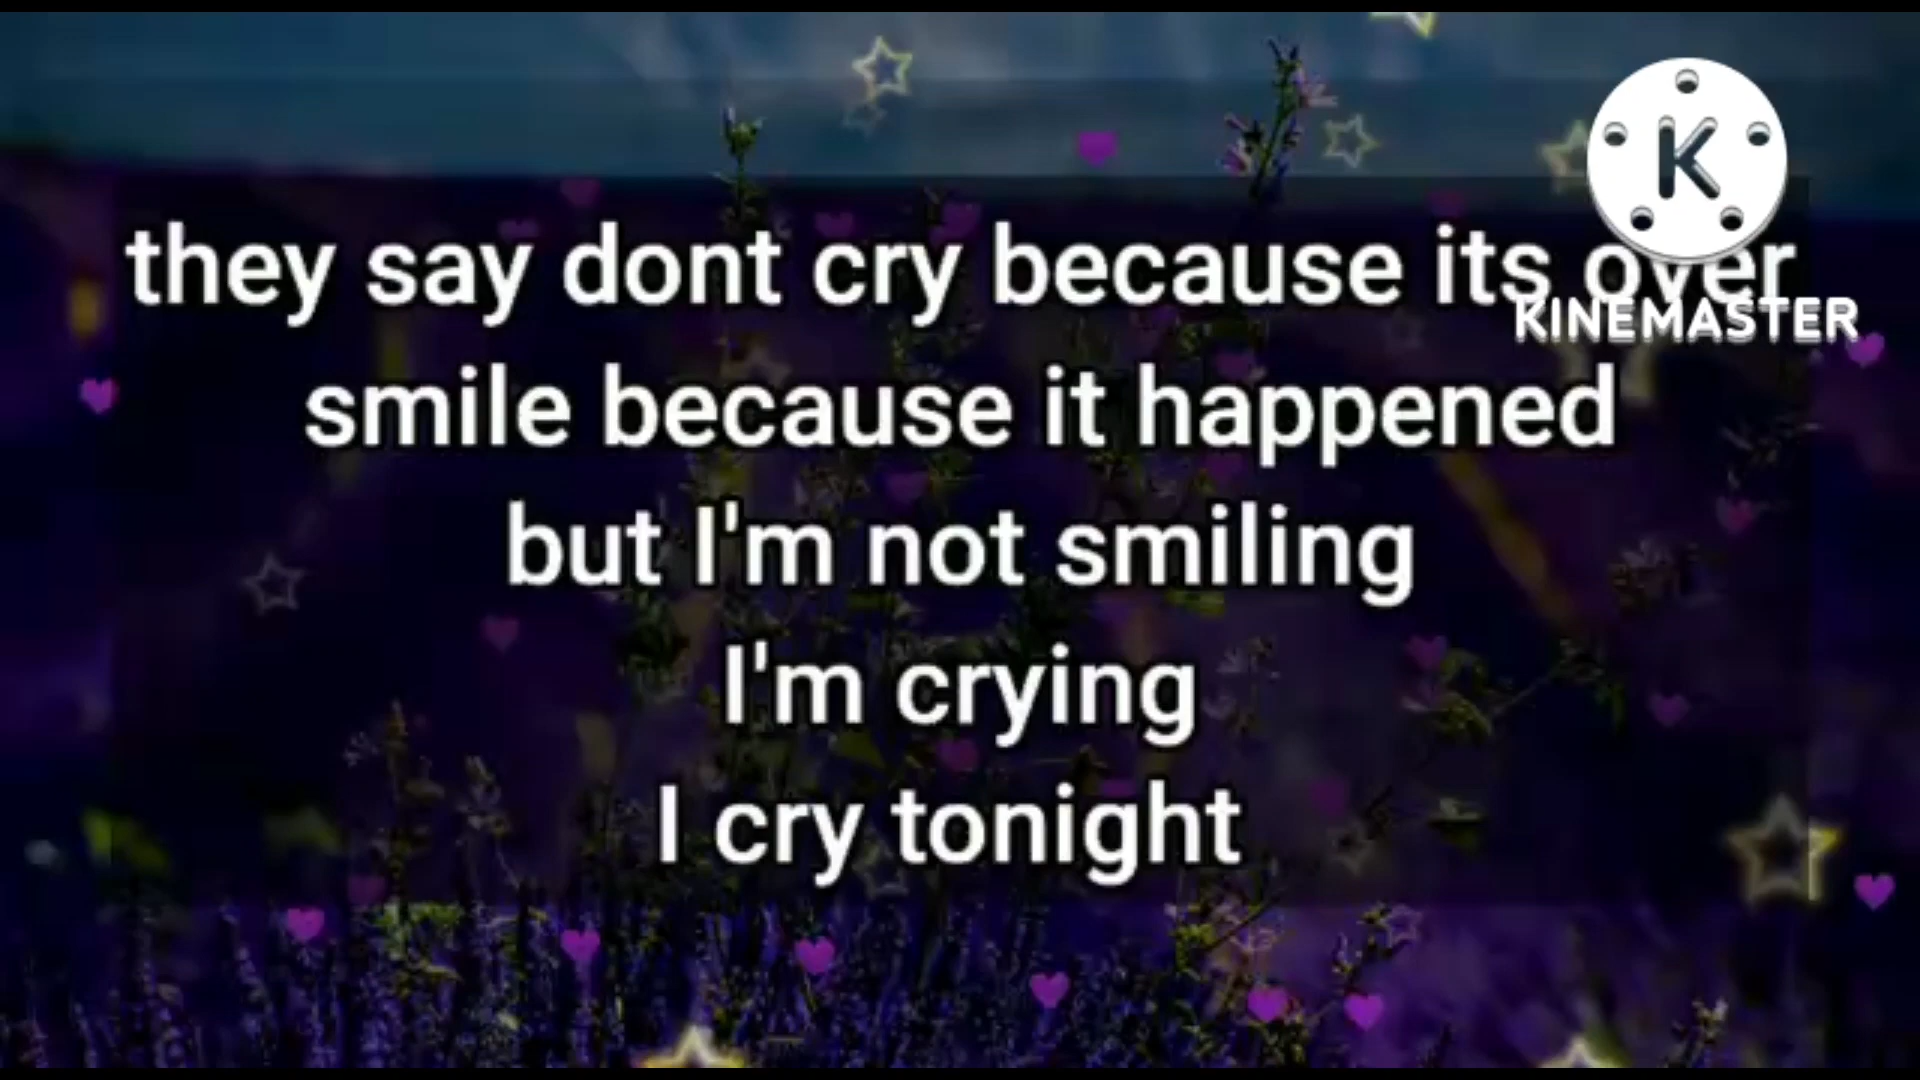 they say dont cry because its over
KINEMASTER
smile because it happened
but I'm not smiling
I'm crying
I cry tonight